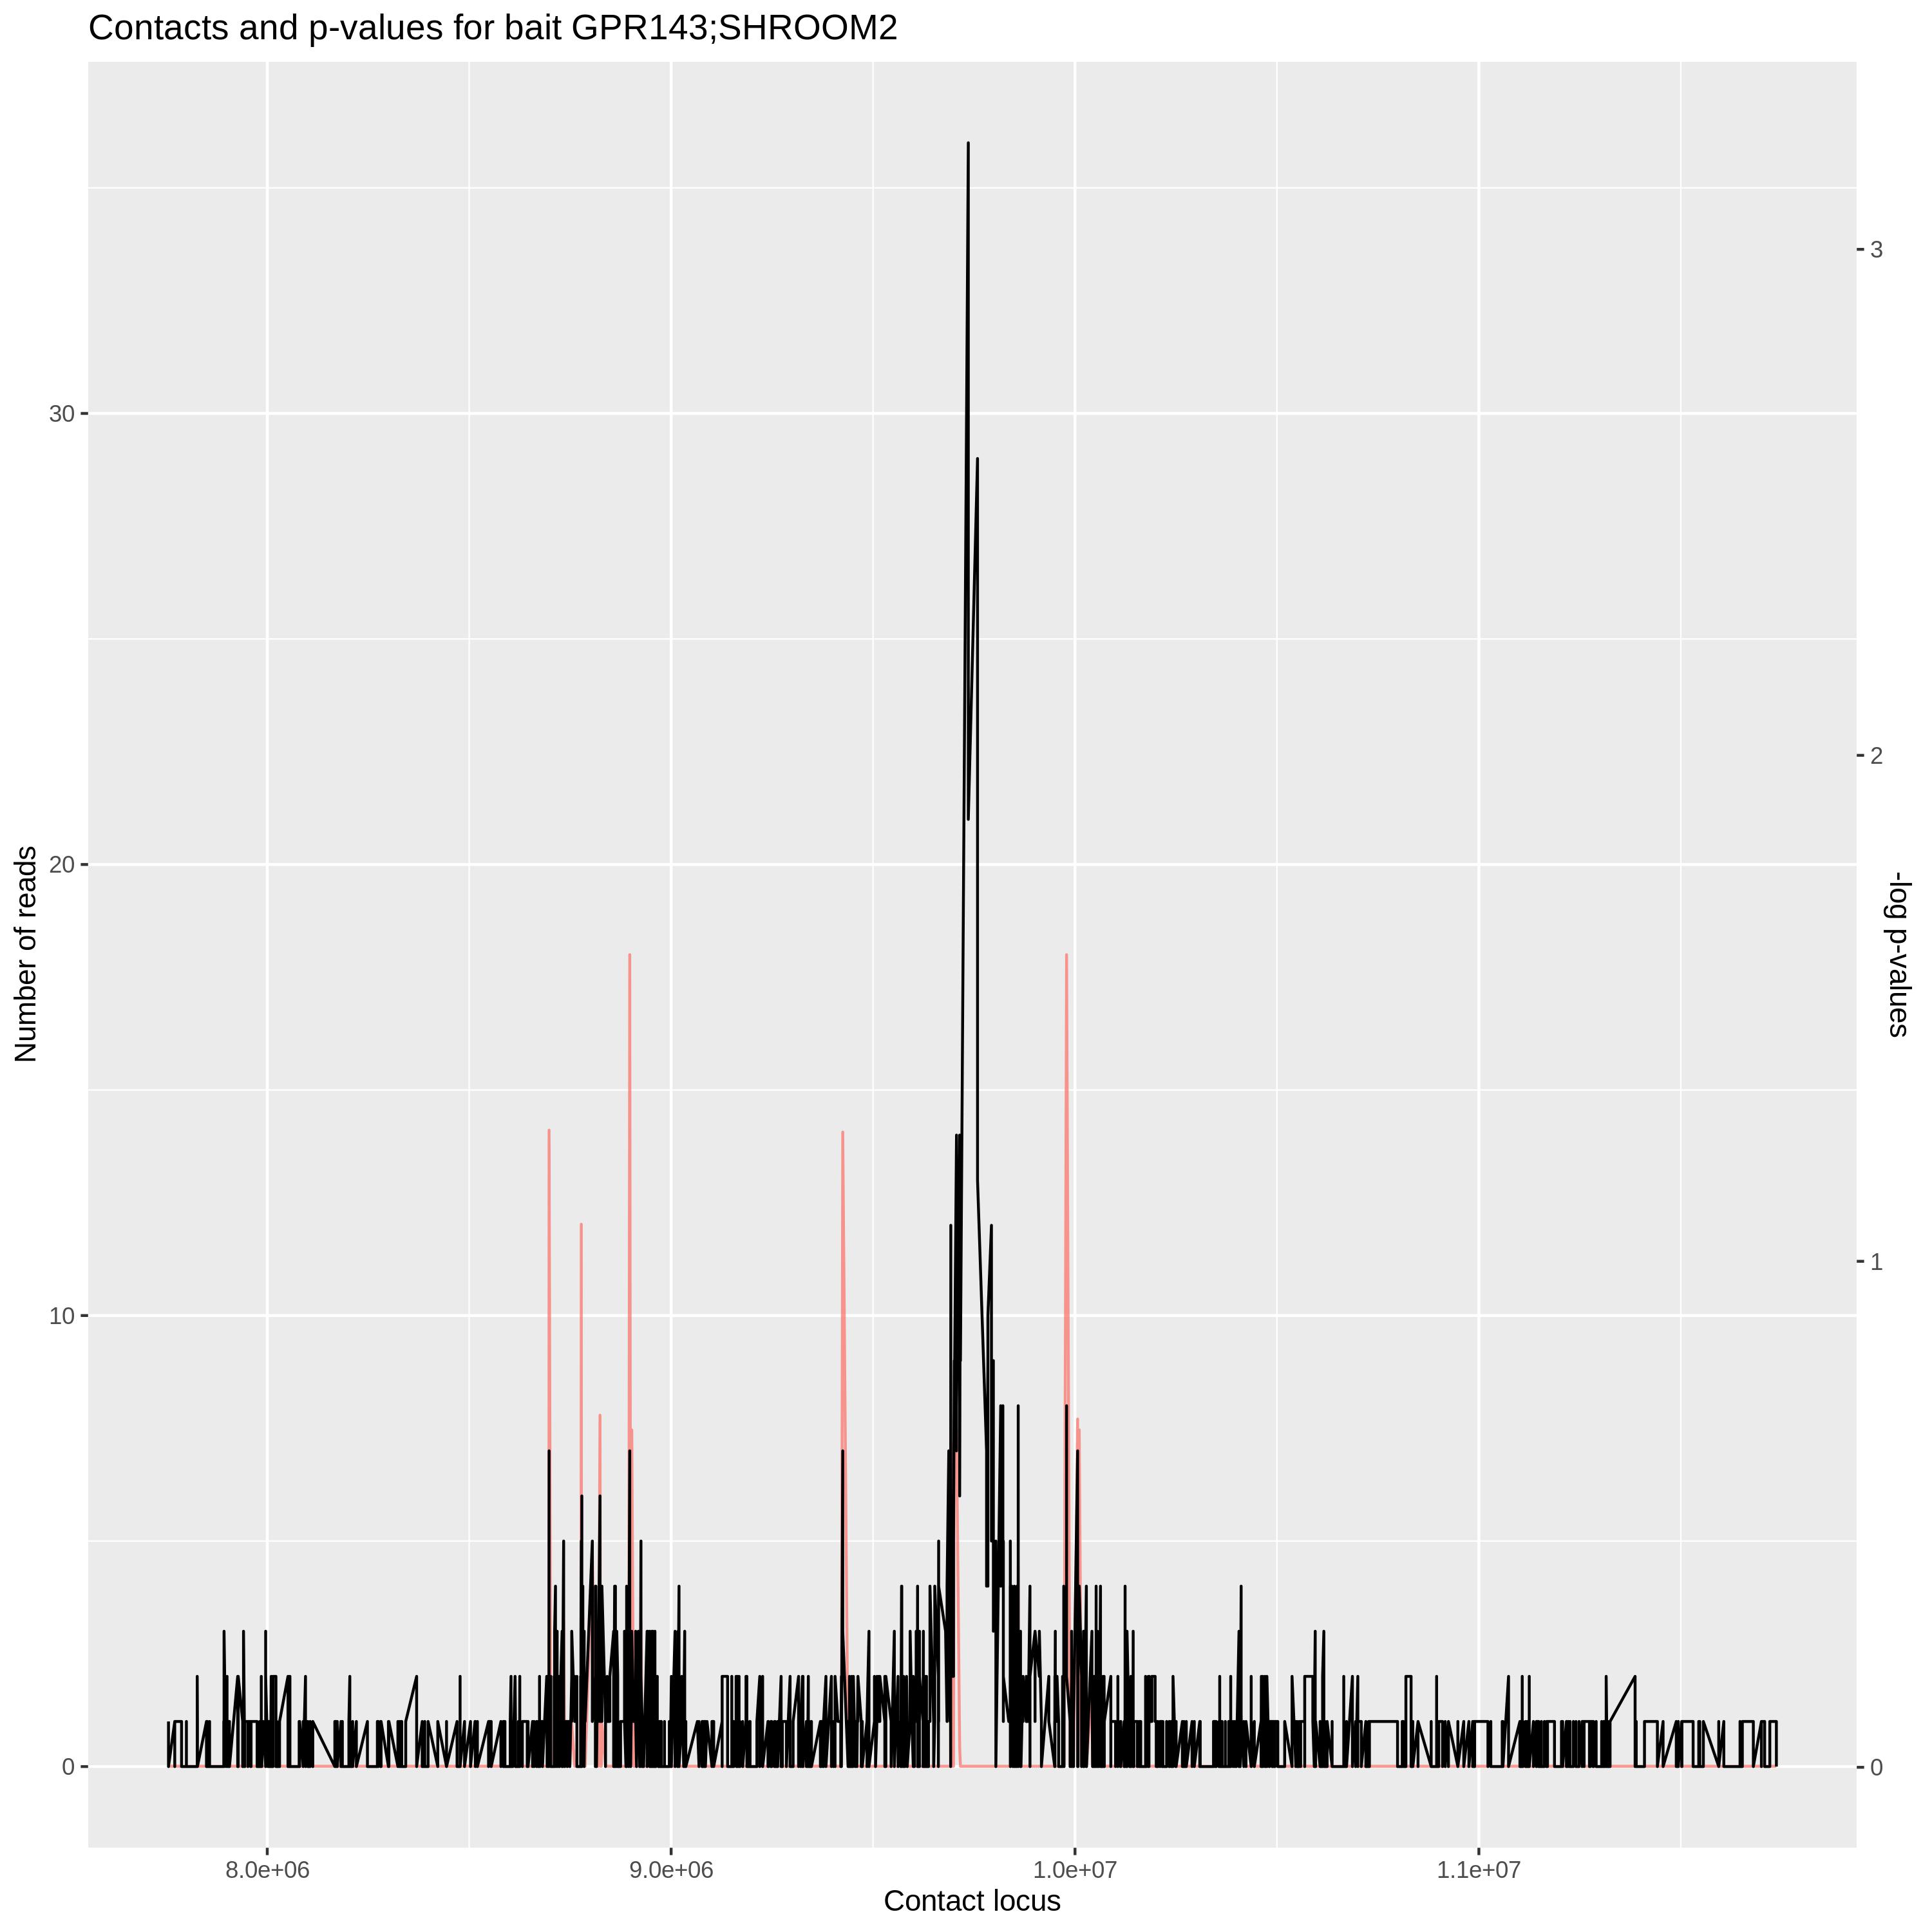 Contacts and p-values for bait GPR143;SHROOM2
Number of reads
30
20
10
0
3
2
1
0
-log p-values
8.0e+06
9.0e+06
1.0e+07
1.1e+07
Contact locus